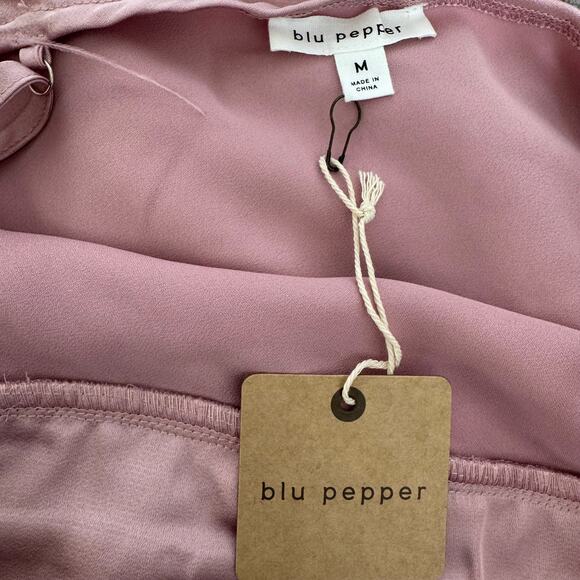 blu pepper
M
MADE IN
CHINA
blu pepper